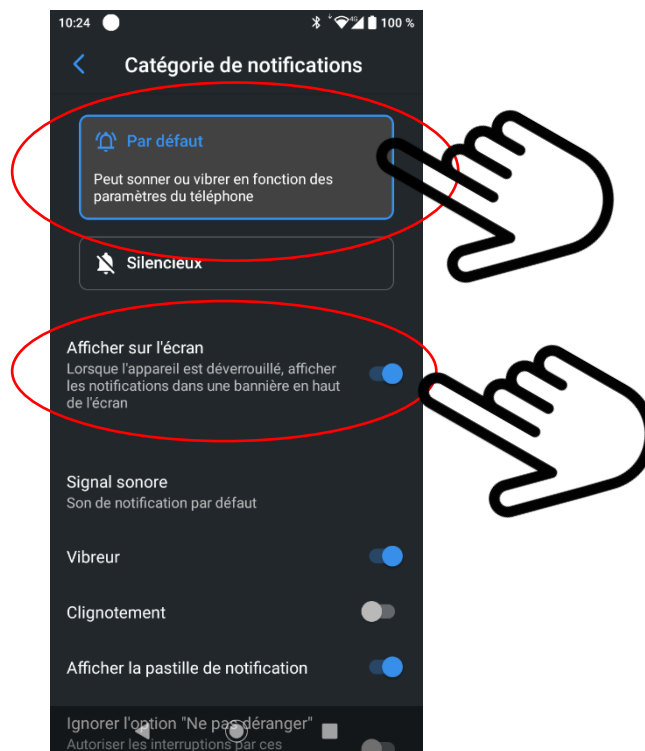 10:24 4G 100 %
Catégorie de notifications
Par défaut
Peut sonner ou vibrer en fonction des
paramètres du téléphone
Silencieux
Afficher sur l'écran
Lorsque l'appareil est déverrouillé, afficher
les notifications dans une bannière en haut
de l'écran
Signal sonore
Son de notification par défaut
Vibreur
Clignotement
Afficher la pastille de notification
Ignorer l'option "Ne pas déranger"
Autoriser les interruptions par ces